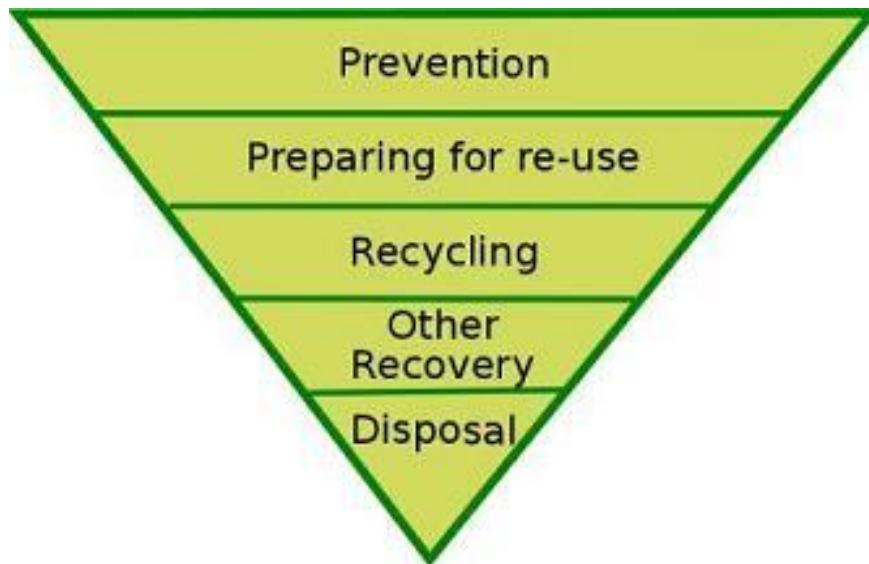 Prevention
Preparing for re-use
Recycling
Other
Recovery
Disposal